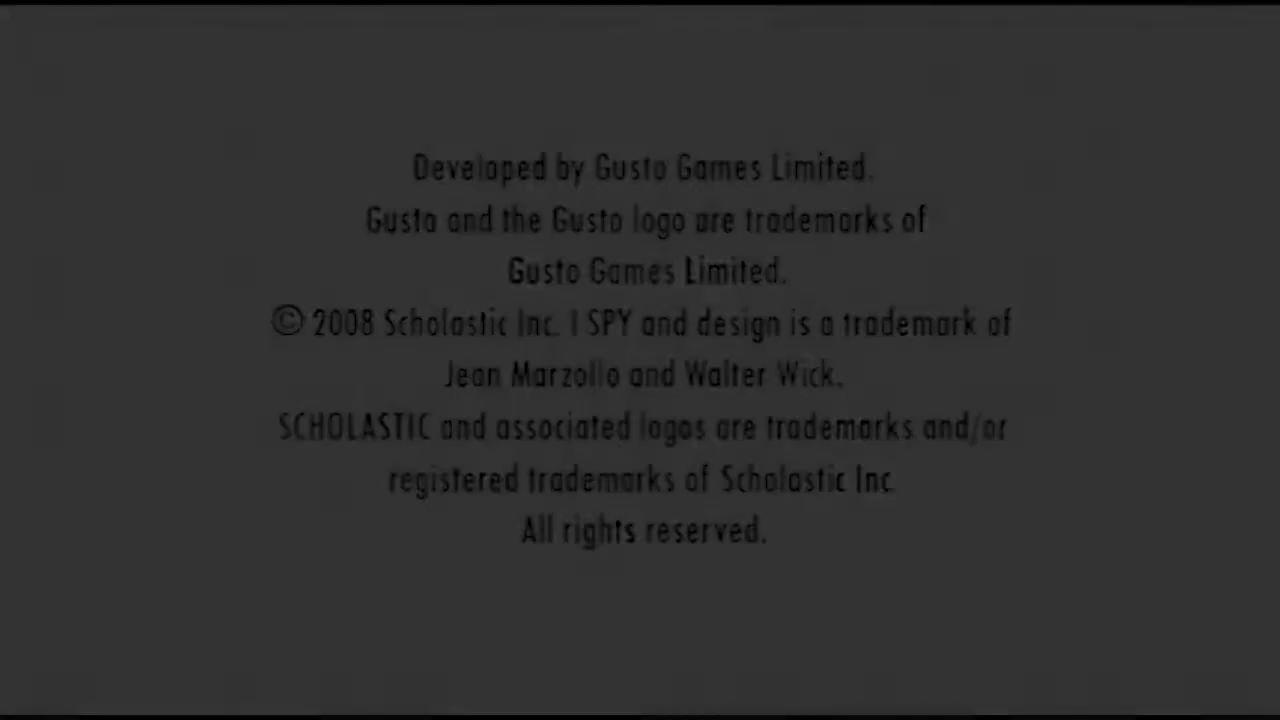 Developed by Gusto Games Limited.
Gusto and the Gusto logo are trademarks of
Gusto Games Limited.
© 2008 Scholastic Inc. I SPY and design is a trademark of
Jean Marzollo and Walter Wick.
SCHOLASTIC and associated logos are trademarks and/or
registered trademarks of Scholastic Inc.
All rights reserved.